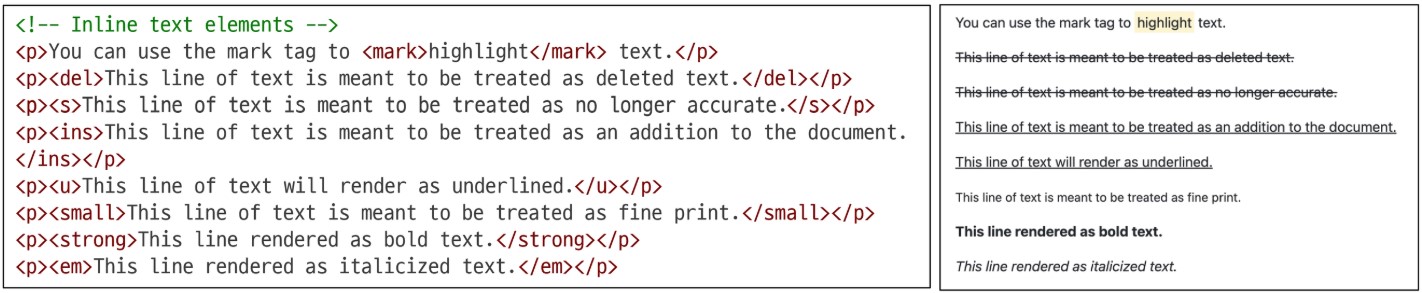 <!-- Inline text elements -->
<p>You can use the mark tag to <mark>highlight</mark> text.</p>
<p><del>This line of text is meant to be treated as deleted text.</del></p>
<p><s>This line of text is meant to be treated as no longer accurate.</s></p>
<p><ins>This line of text is meant to be treated as an addition to the document.
</ins></p>
<p><u>This line of text will render as underlined.</u></p>
<p><small>This line of text is meant to be treated as fine print.</small></p>
<p><strong>This line rendered as bold text.</strong></p>
<p><em>This line rendered as italicized text.</em></p>
You can use the mark tag to highlight text.
This line of text is meant to be treated as deleted text.
This line of text is meant to be treated as no longer accurate.
This line of text is meant to be treated as an addition to the document.
This line of text will render as underlined.
This line of text is meant to be treated as fine print.
This line rendered as bold text.
This line rendered as italicized text.